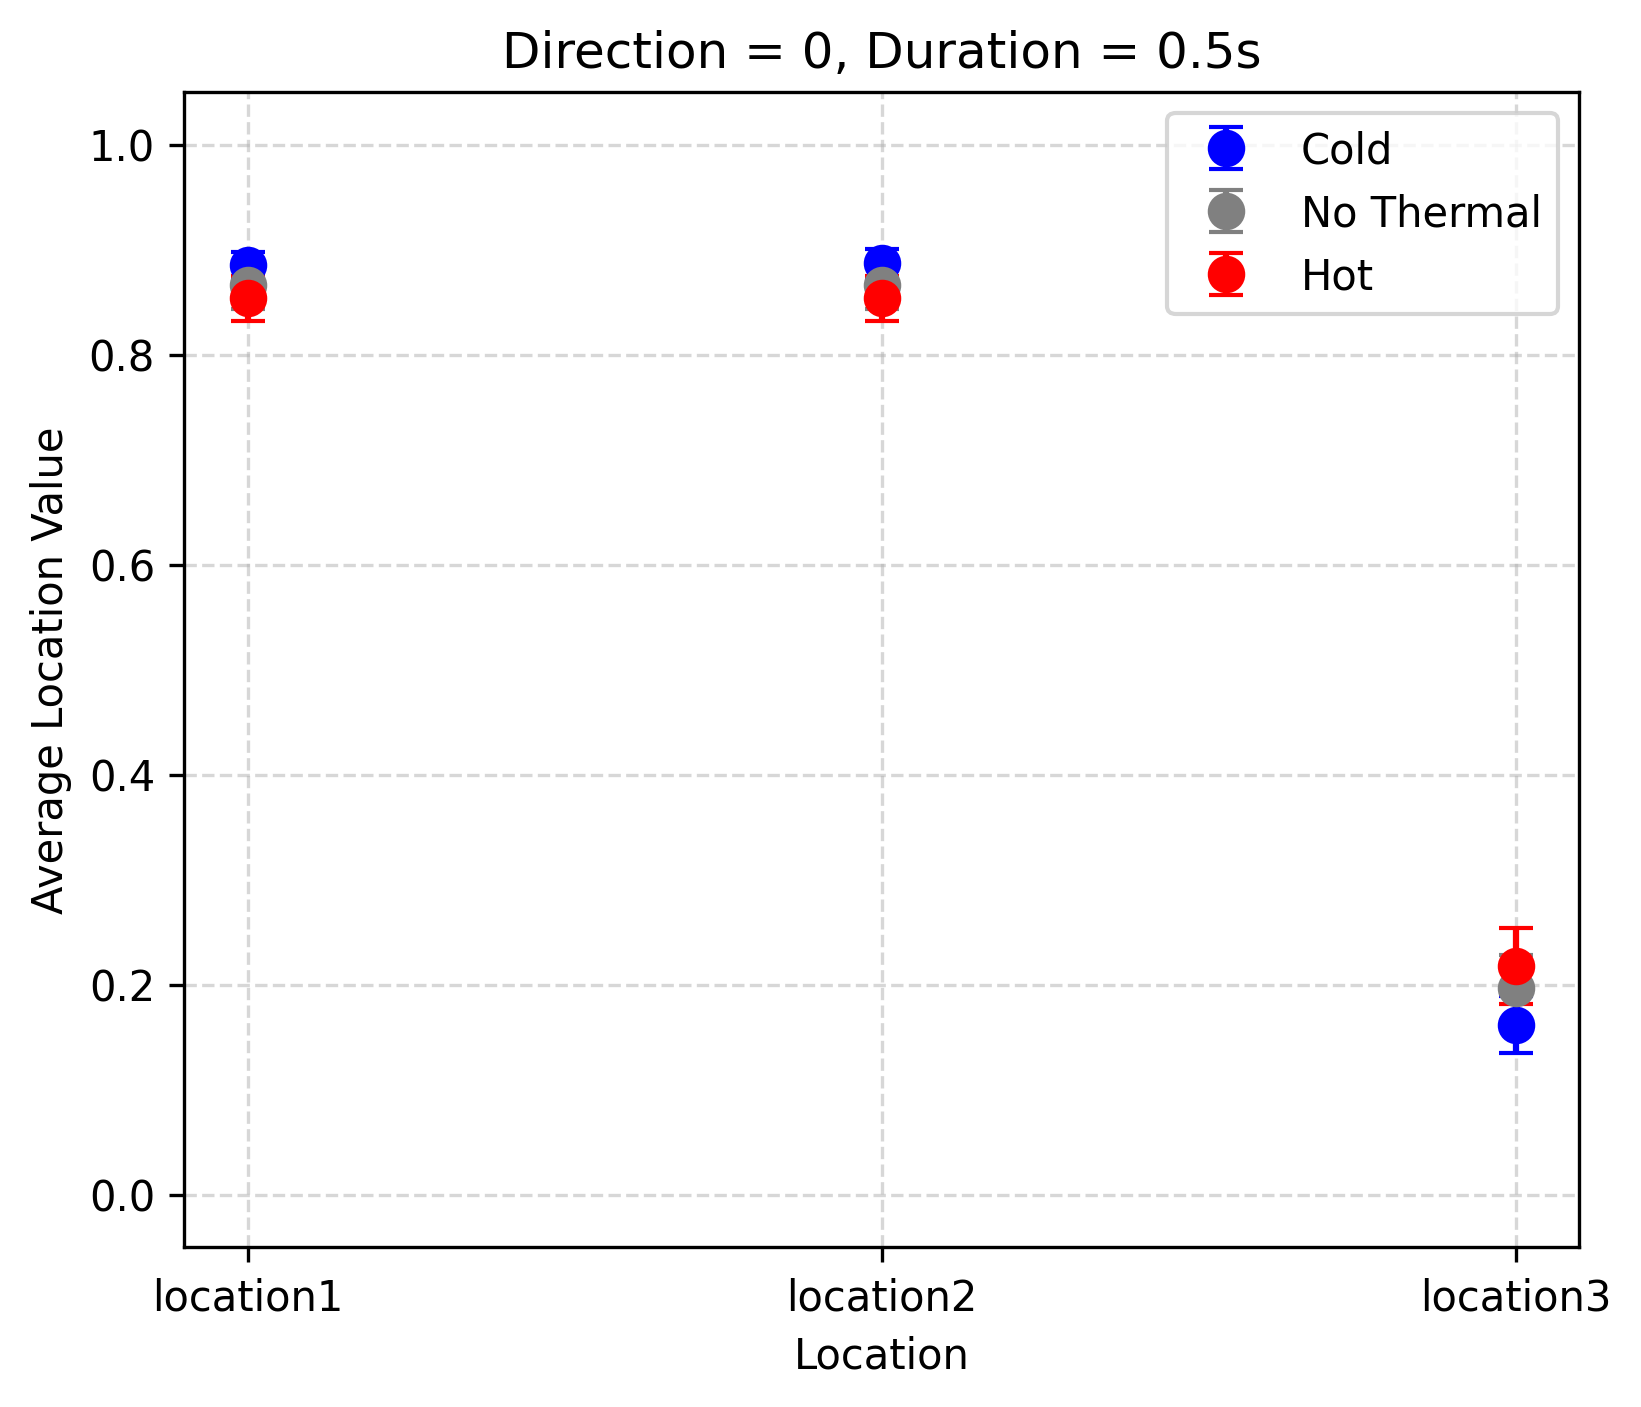 Direction = 0, Duration = 0.5s
Cold
No Thermal
Hot
1.0
0.8
0.6
0.4
0.2
0.0
Average Location Value
location1
location2
location3
Location